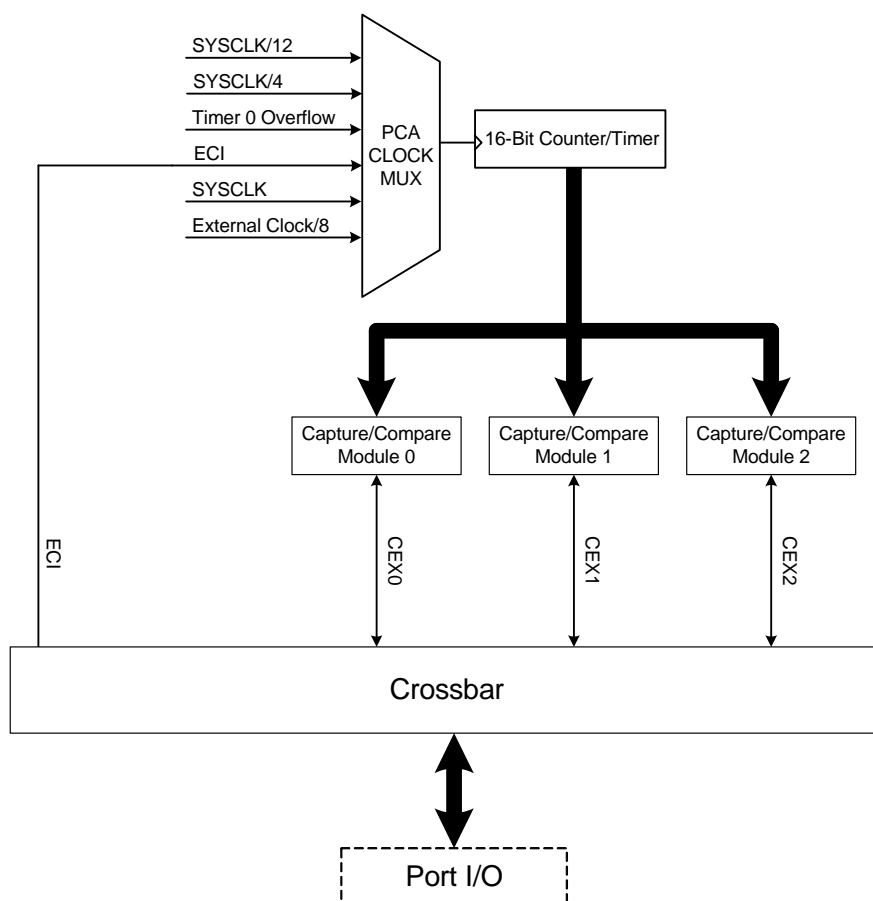 SYSCLK/12
SYSCLK/4
Timer 0 Overflow
ECI
SYSCLK
External Clock/8
PCA
CLOCK
MUX
16-Bit Counter/Timer
Capture/Compare
Module 0
Capture/Compare
Module 1
Capture/Compare
Module 2
ECI
CEX0
CEX1
CEX2
Crossbar
Port I/O